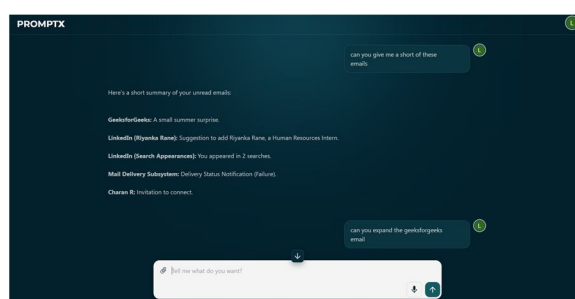 PROMPTX
L
can you give me a short of these
emails
L
Here's a short summary of your unread emails:
GeeksforGeeks: A small summer surprise.
LinkedIn (Riyanka Rane): Suggestion to add Riyanka Rane, a Human Resources Intern.
LinkedIn (Search Appearances): You appeared in 2 searches.
Mail Delivery Subsystem: Delivery Status Notification (Failure).
Charan R: Invitation to connect.
can you expand the geeksforgeeks
email
L
Tell me what do you want?